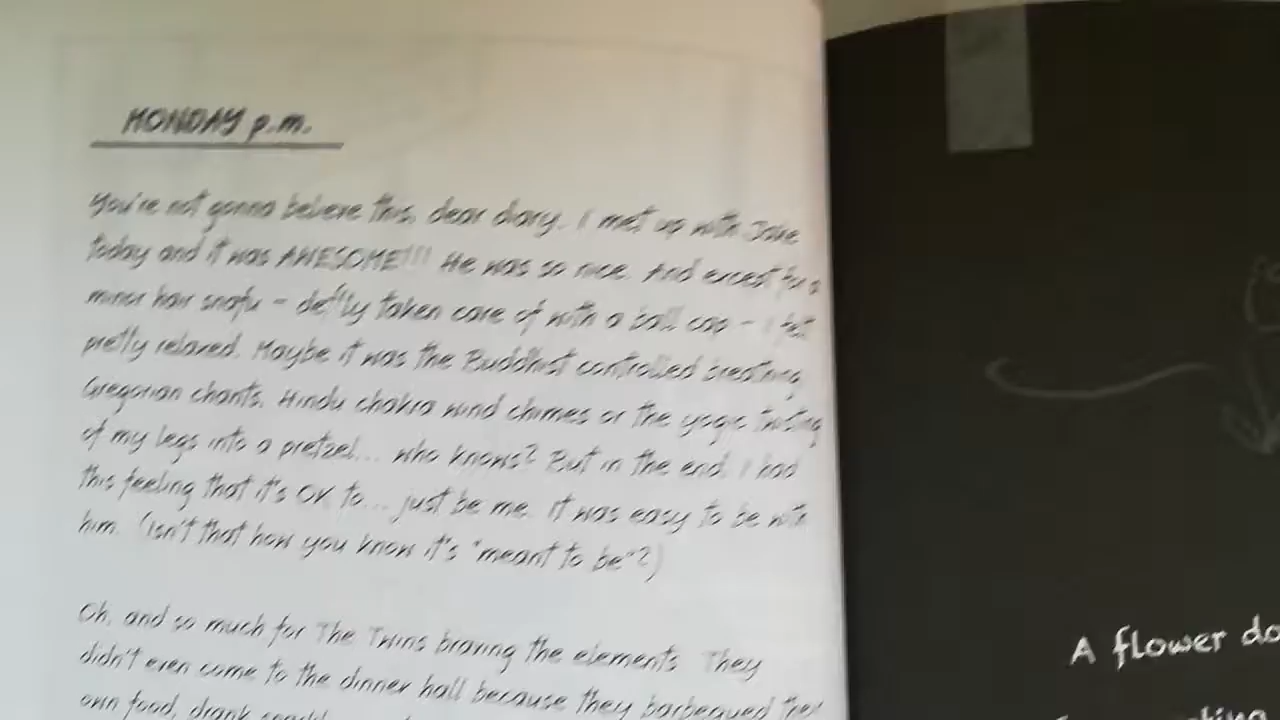 MONDAY p.m.
You're not gonna believe this, dear diary. I met up with Jake
today and it was AWESOME!!! He was so nice. And except for a
minor hair snafu - deftly taken care of with a ball cap - I felt
pretty relaxed. Maybe it was the Buddhist controlled breathing,
Gregorian chants, Hindu chakra wind chimes or the yogic twisting
of my legs into a pretzel... who knows? But in the end, I had
this feeling that it's OK to... just be me. It was easy to be with
him. (Isn't that how you know it's "meant to be"?)
Oh, and so much for The Twins braving the elements. They
didn't even come to the dinner hall because they barbequed their
own food, drank
A flower